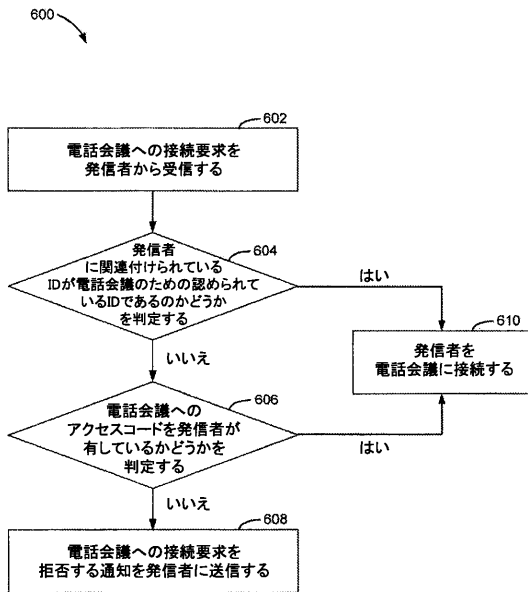 600
602
電話会議への接続要求を
発信者から受信する
604
発信者
に関連付けられている
IDが電話会議のための認められて
いるIDであるのかどうか
を判定する
はい
610
発信者を
電話会議に接続する
いいえ
606
電話会議への
アクセスコードを発信者が
有しているかどうかを
判定する
はい
いいえ
608
電話会議への接続要求を
拒否する通知を発信者に送信する